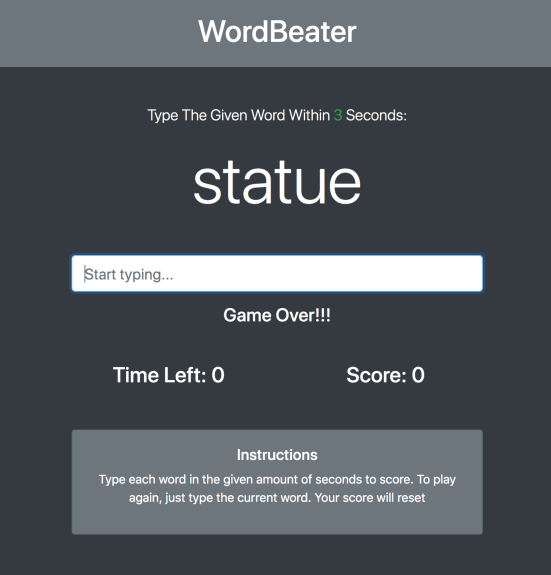 WordBeater
Type The Given Word Within 3 Seconds:
statue
Start typing...
Game Over!!!
Time Left: 0 Score: 0
Instructions
Type each word in the given amount of seconds to score. To play
again, just type the current word. Your score will reset